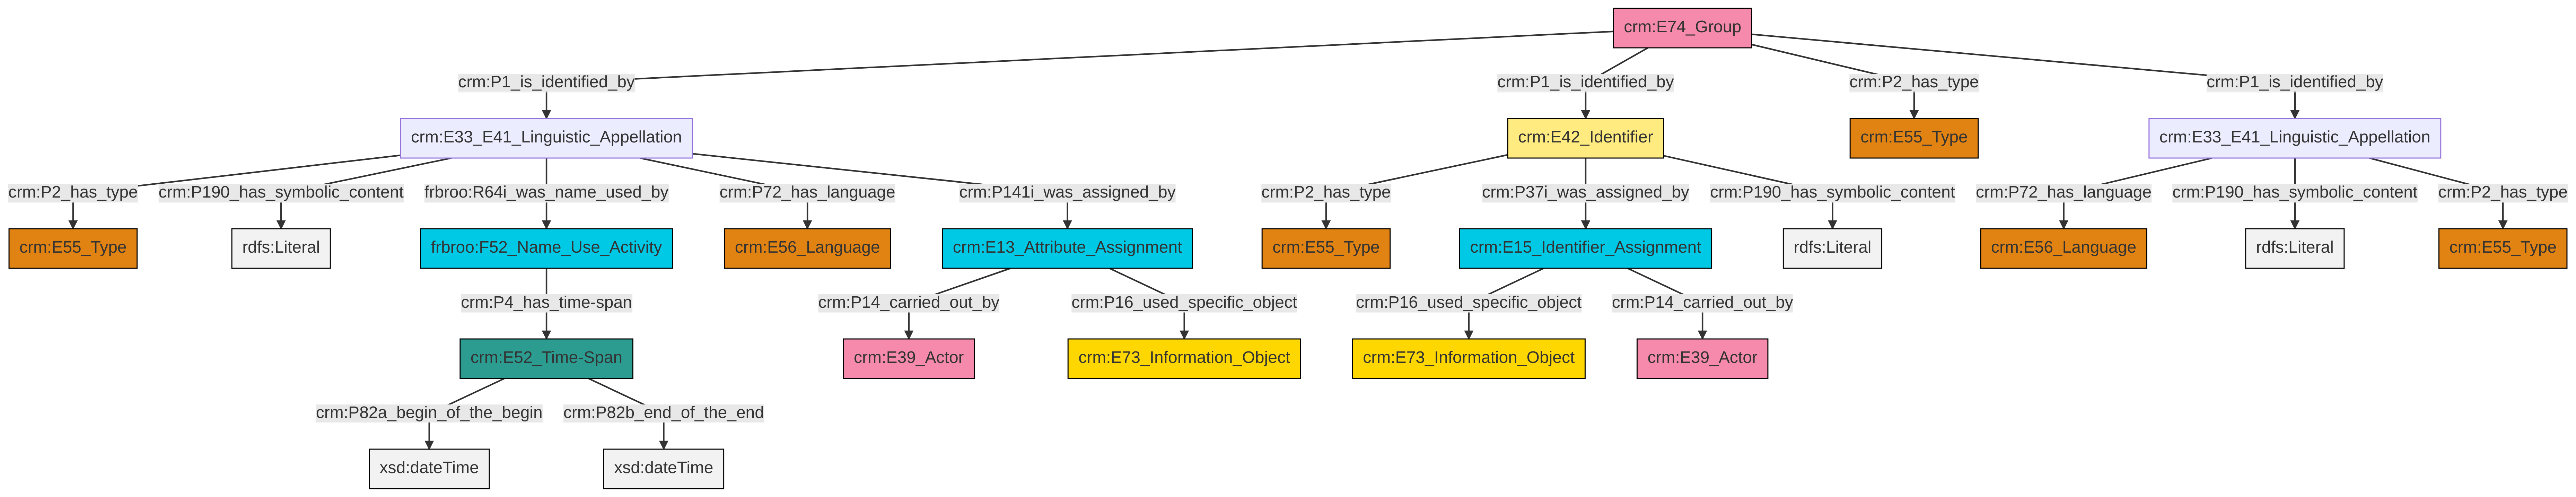 crm:E74_Group
crm:P1_is_identified_by
crm:P1_is_identified_by
crm:P2_has_type
crm:P1_is_identified_by
crm:E33_E41_Linguistic_Appellation
crm:E42_Identifier
crm:E55_Type
crm:E33_E41_Linguistic_Appellation
crm:P2_has_type
crm:P190_has_symbolic_content
frbroo:R64i_was_name_used_by
crm:P72_has_language
crm:P141i_was_assigned_by
crm:P2_has_type
crm:P37i_was_assigned_by
crm:P190_has_symbolic_content
crm:P72_has_language
crm:P190_has_symbolic_content
crm:P2_has_type
crm:E55_Type
rdfs:Literal
frbroo:F52_Name_Use_Activity
crm:E56_Language
crm:E13_Attribute_Assignment
crm:E55_Type
crm:E15_Identifier_Assignment
rdfs:Literal
crm:E56_Language
rdfs:Literal
crm:E55_Type
crm:P4_has_time-span
crm:P14_carried_out_by
crm:P16_used_specific_object
crm:P16_used_specific_object
crm:P14_carried_out_by
crm:E52_Time-Span
crm:E39_Actor
crm:E73_Information_Object
crm:E73_Information_Object
crm:E39_Actor
crm:P82a_begin_of_the_begin
crm:P82b_end_of_the_end
xsd:dateTime
xsd:dateTime